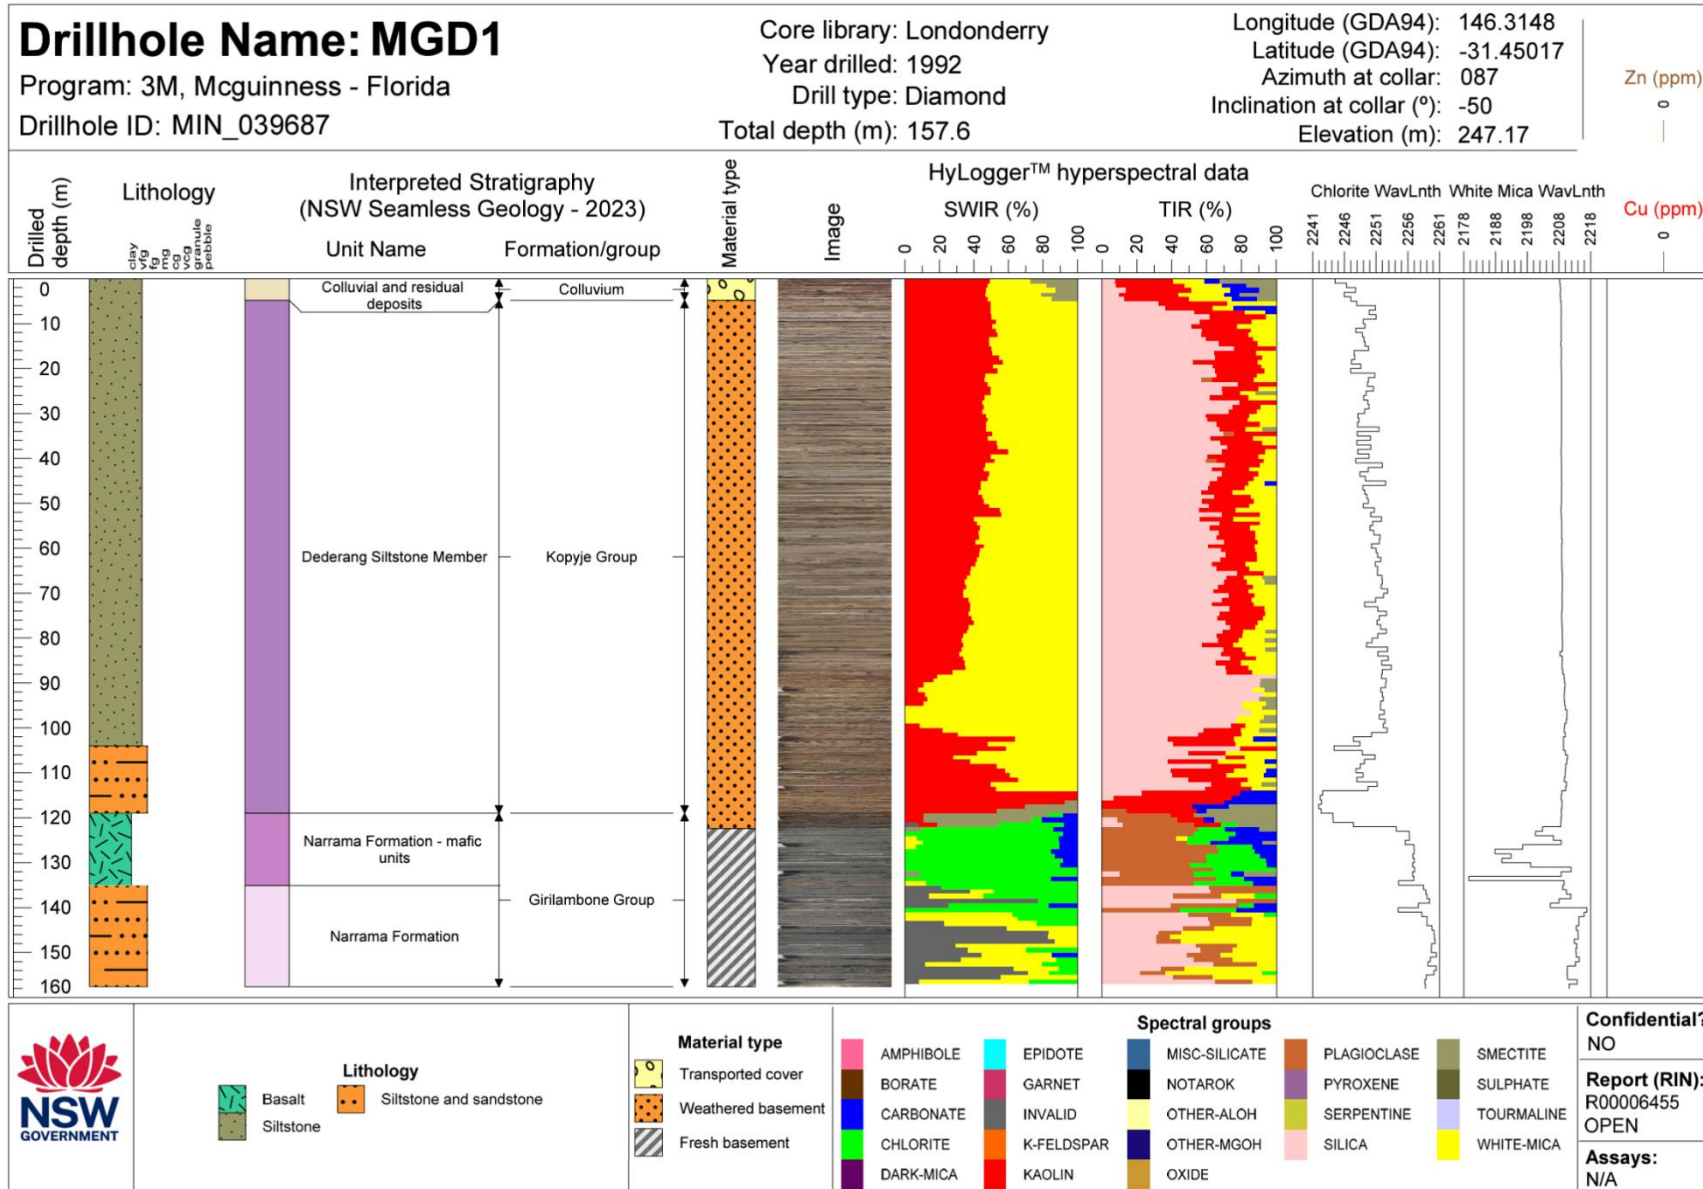 Drillhole Name: MGD1
Program: 3M, Mcguinness - Florida
Drillhole ID: MIN_039687
Core library: Londonderry
Year drilled: 1992
Drill type: Diamond
Total depth (m): 157.6
Longitude (GDA94): 146.3148
Latitude (GDA94): -31.45017
Azimuth at collar: 087
Inclination at collar (º): -50
Elevation (m): 247.17
Zn (ppm)
0
Cu (ppm)
0
Drilled
depth (m)
Lithology
clay
vfg
fg
mg
cg
vcg
granule
pebble
Interpreted Stratigraphy
(NSW Seamless Geology - 2023)
Unit Name
Formation/group
Material type
Image
HyLogger™ hyperspectral data
SWIR (%)
0 20 40 60 80 100
TIR (%)
0 20 40 60 80 100
Chlorite WavLnth
2241 2246 2251 2256 2261
White Mica WavLnth
2178 2188 2198 2208 2218
0
10
20
30
40
50
60
70
80
90
100
110
120
130
140
150
160
Colluvial and residual
deposits
Colluvium
Dederang Siltstone Member
Kopyje Group
Narrama Formation - mafic
units
Girilambone Group
Narrama Formation
NSW
GOVERNMENT
Lithology
Basalt
Siltstone
Siltstone and sandstone
Material type
Transported cover
Weathered basement
Fresh basement
Spectral groups
AMPHIBOLE
BORATE
CARBONATE
CHLORITE
DARK-MICA
EPIDOTE
GARNET
INVALID
K-FELDSPAR
KAOLIN
MISC-SILICATE
NOTAROK
OTHER-ALOH
OTHER-MGOH
OXIDE
PLAGIOCLASE
PYROXENE
SERPENTINE
SILICA
SMECTITE
SULPHATE
TOURMALINE
WHITE-MICA
Confidential?
NO
Report (RIN):
R00006455
OPEN
Assays:
N/A